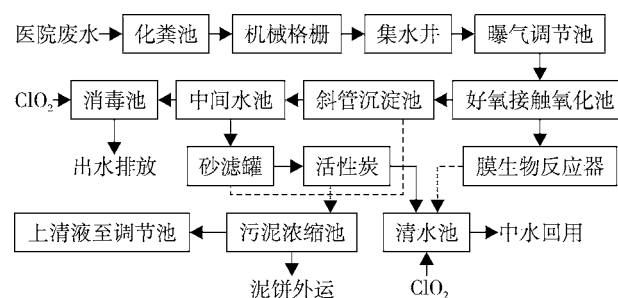 医院废水 化粪池 机械格栅 集水井 曝气调节池
ClO₂ 消毒池 中间水池 斜管沉淀池 好氧接触氧化池
出水排放 砂滤罐 活性炭 膜生物反应器
上清液至调节池 污泥浓缩池 清水池 中水回用
泥饼外运 ClO₂